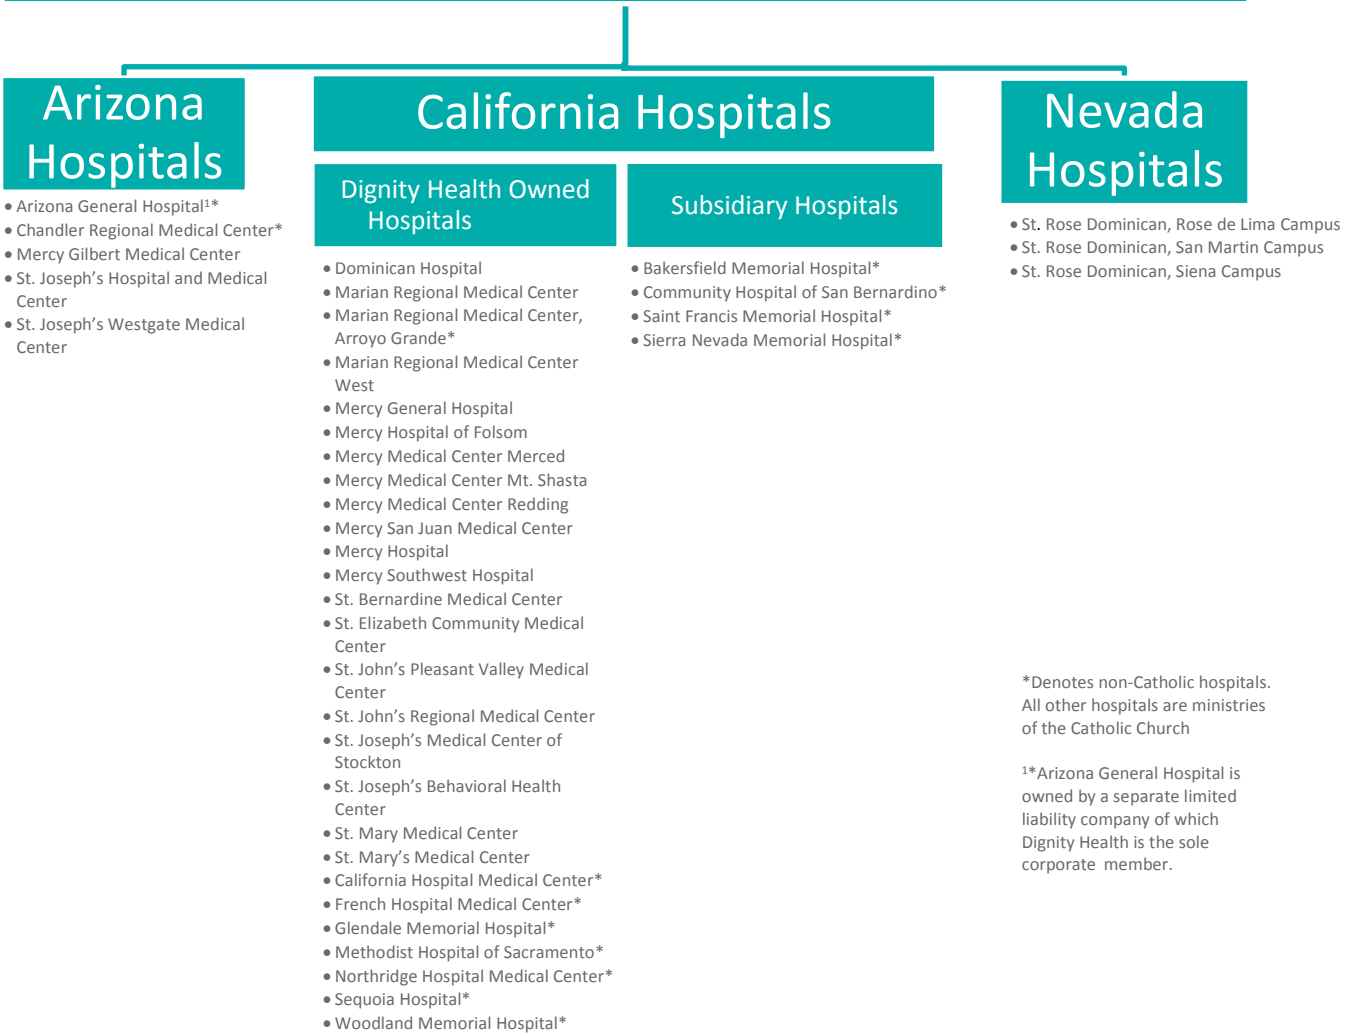 Arizona
Hospitals
• Arizona General Hospital¹*
• Chandler Regional Medical Center*
• Mercy Gilbert Medical Center
• St. Joseph’s Hospital and Medical
Center
• St. Joseph’s Westgate Medical
Center
California Hospitals
Dignity Health Owned
Hospitals
• Dominican Hospital
• Marian Regional Medical Center
• Marian Regional Medical Center,
Arroyo Grande*
• Marian Regional Medical Center
West
• Mercy General Hospital
• Mercy Hospital of Folsom
• Mercy Medical Center Merced
• Mercy Medical Center Mt. Shasta
• Mercy Medical Center Redding
• Mercy San Juan Medical Center
• Mercy Hospital
• Mercy Southwest Hospital
• St. Bernardine Medical Center
• St. Elizabeth Community Medical
Center
• St. John’s Pleasant Valley Medical
Center
• St. John’s Regional Medical Center
• St. Joseph’s Medical Center of
Stockton
• St. Joseph’s Behavioral Health
Center
• St. Mary Medical Center
• St. Mary’s Medical Center
• California Hospital Medical Center*
• French Hospital Medical Center*
• Glendale Memorial Hospital*
• Methodist Hospital of Sacramento*
• Northridge Hospital Medical Center*
• Sequoia Hospital*
• Woodland Memorial Hospital*
Subsidiary Hospitals
• Bakersfield Memorial Hospital*
• Community Hospital of San Bernardino*
• Saint Francis Memorial Hospital*
• Sierra Nevada Memorial Hospital*
Nevada
Hospitals
• St. Rose Dominican, Rose de Lima Campus
• St. Rose Dominican, San Martin Campus
• St. Rose Dominican, Siena Campus
*Denotes non-Catholic hospitals.
All other hospitals are ministries
of the Catholic Church
¹*Arizona General Hospital is
owned by a separate limited
liability company of which
Dignity Health is the sole
corporate member.